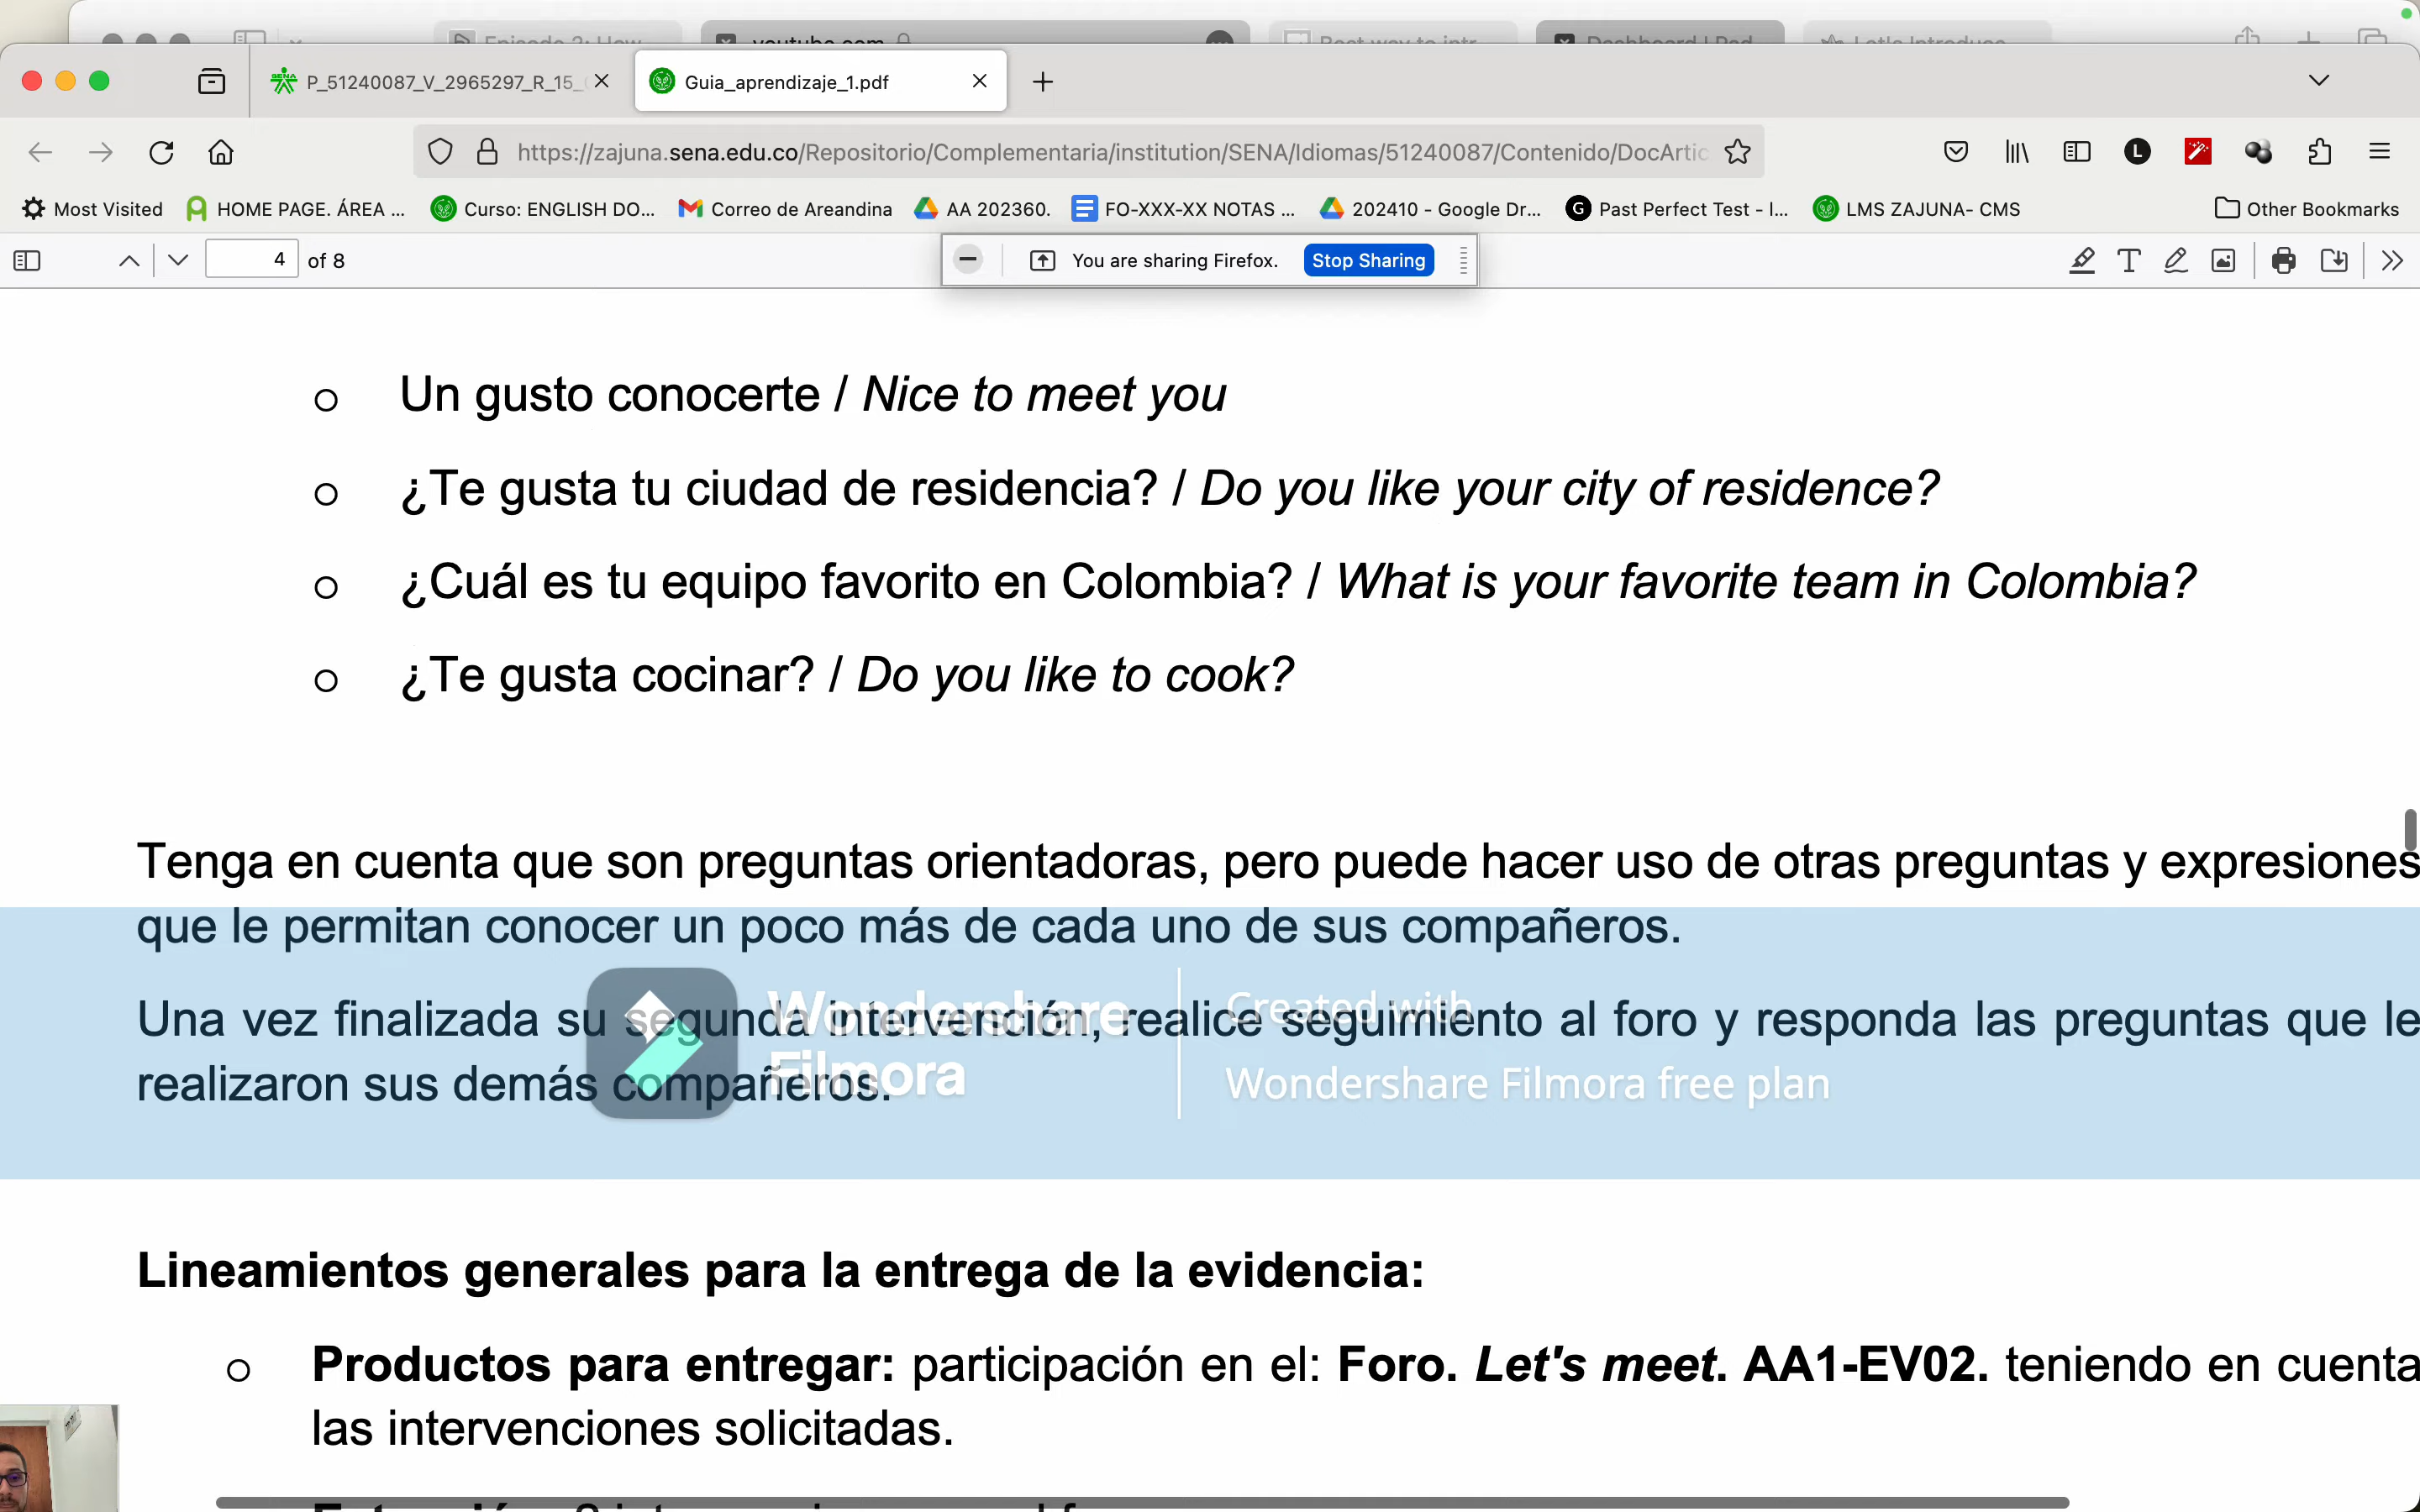 youtube.com
P_51240087_V_2965297_R_15_
Guia_aprendizaje_1.pdf
https://zajuna.sena.edu.co/Repositorio/Complementaria/institution/SENA/Idiomas/51240087/Contenido/DocArtic
L
Most Visited
HOME PAGE. ÁREA ...
Curso: ENGLISH DO...
Correo de Areandina
AA 202360.
FO-XXX-XX NOTAS ...
202410 - Google Dr...
Past Perfect Test - I...
LMS ZAJUNA- CMS
Other Bookmarks
4 of 8
You are sharing Firefox.
Stop Sharing
Un gusto conocerte / Nice to meet you
¿Te gusta tu ciudad de residencia? / Do you like your city of residence?
¿Cuál es tu equipo favorito en Colombia? / What is your favorite team in Colombia?
¿Te gusta cocinar? / Do you like to cook?
Tenga en cuenta que son preguntas orientadoras, pero puede hacer uso de otras preguntas y expresiones
que le permitan conocer un poco más de cada uno de sus compañeros.
Una vez finalizada su segunda intervención, realice seguimiento al foro y responda las preguntas que le
realizaron sus demás compañeros.
Wondershare
Filmora
Created with
Wondershare Filmora free plan
Lineamientos generales para la entrega de la evidencia:
Productos para entregar: participación en el: Foro. Let's meet. AA1-EV02. teniendo en cuenta
las intervenciones solicitadas.